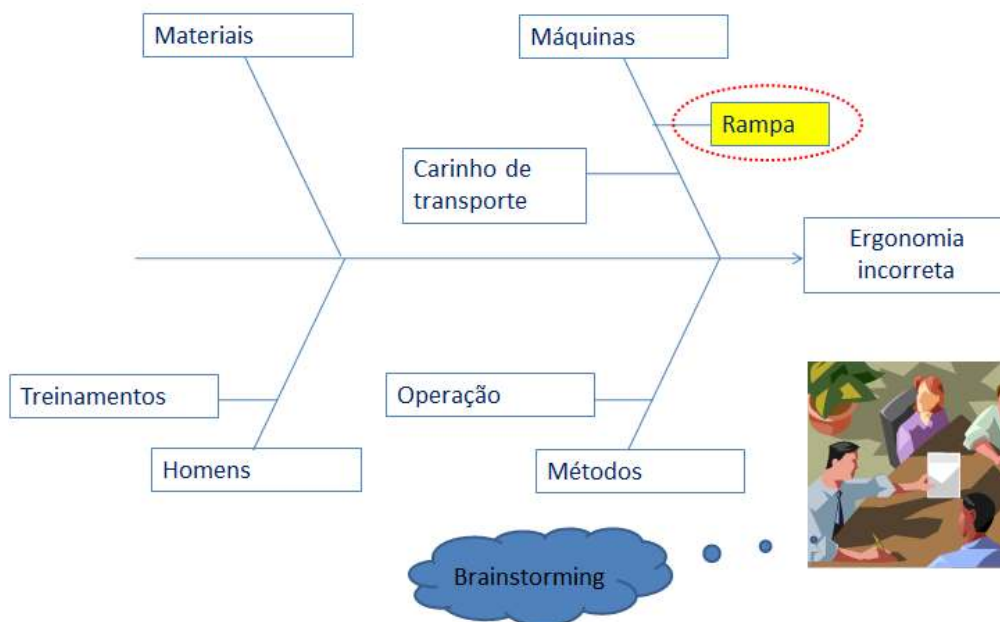 Materiais
Máquinas
Rampa
Carinho de
transporte
Ergonomia
incorreta
Treinamentos
Operação
Homens
Métodos
Brainstorming